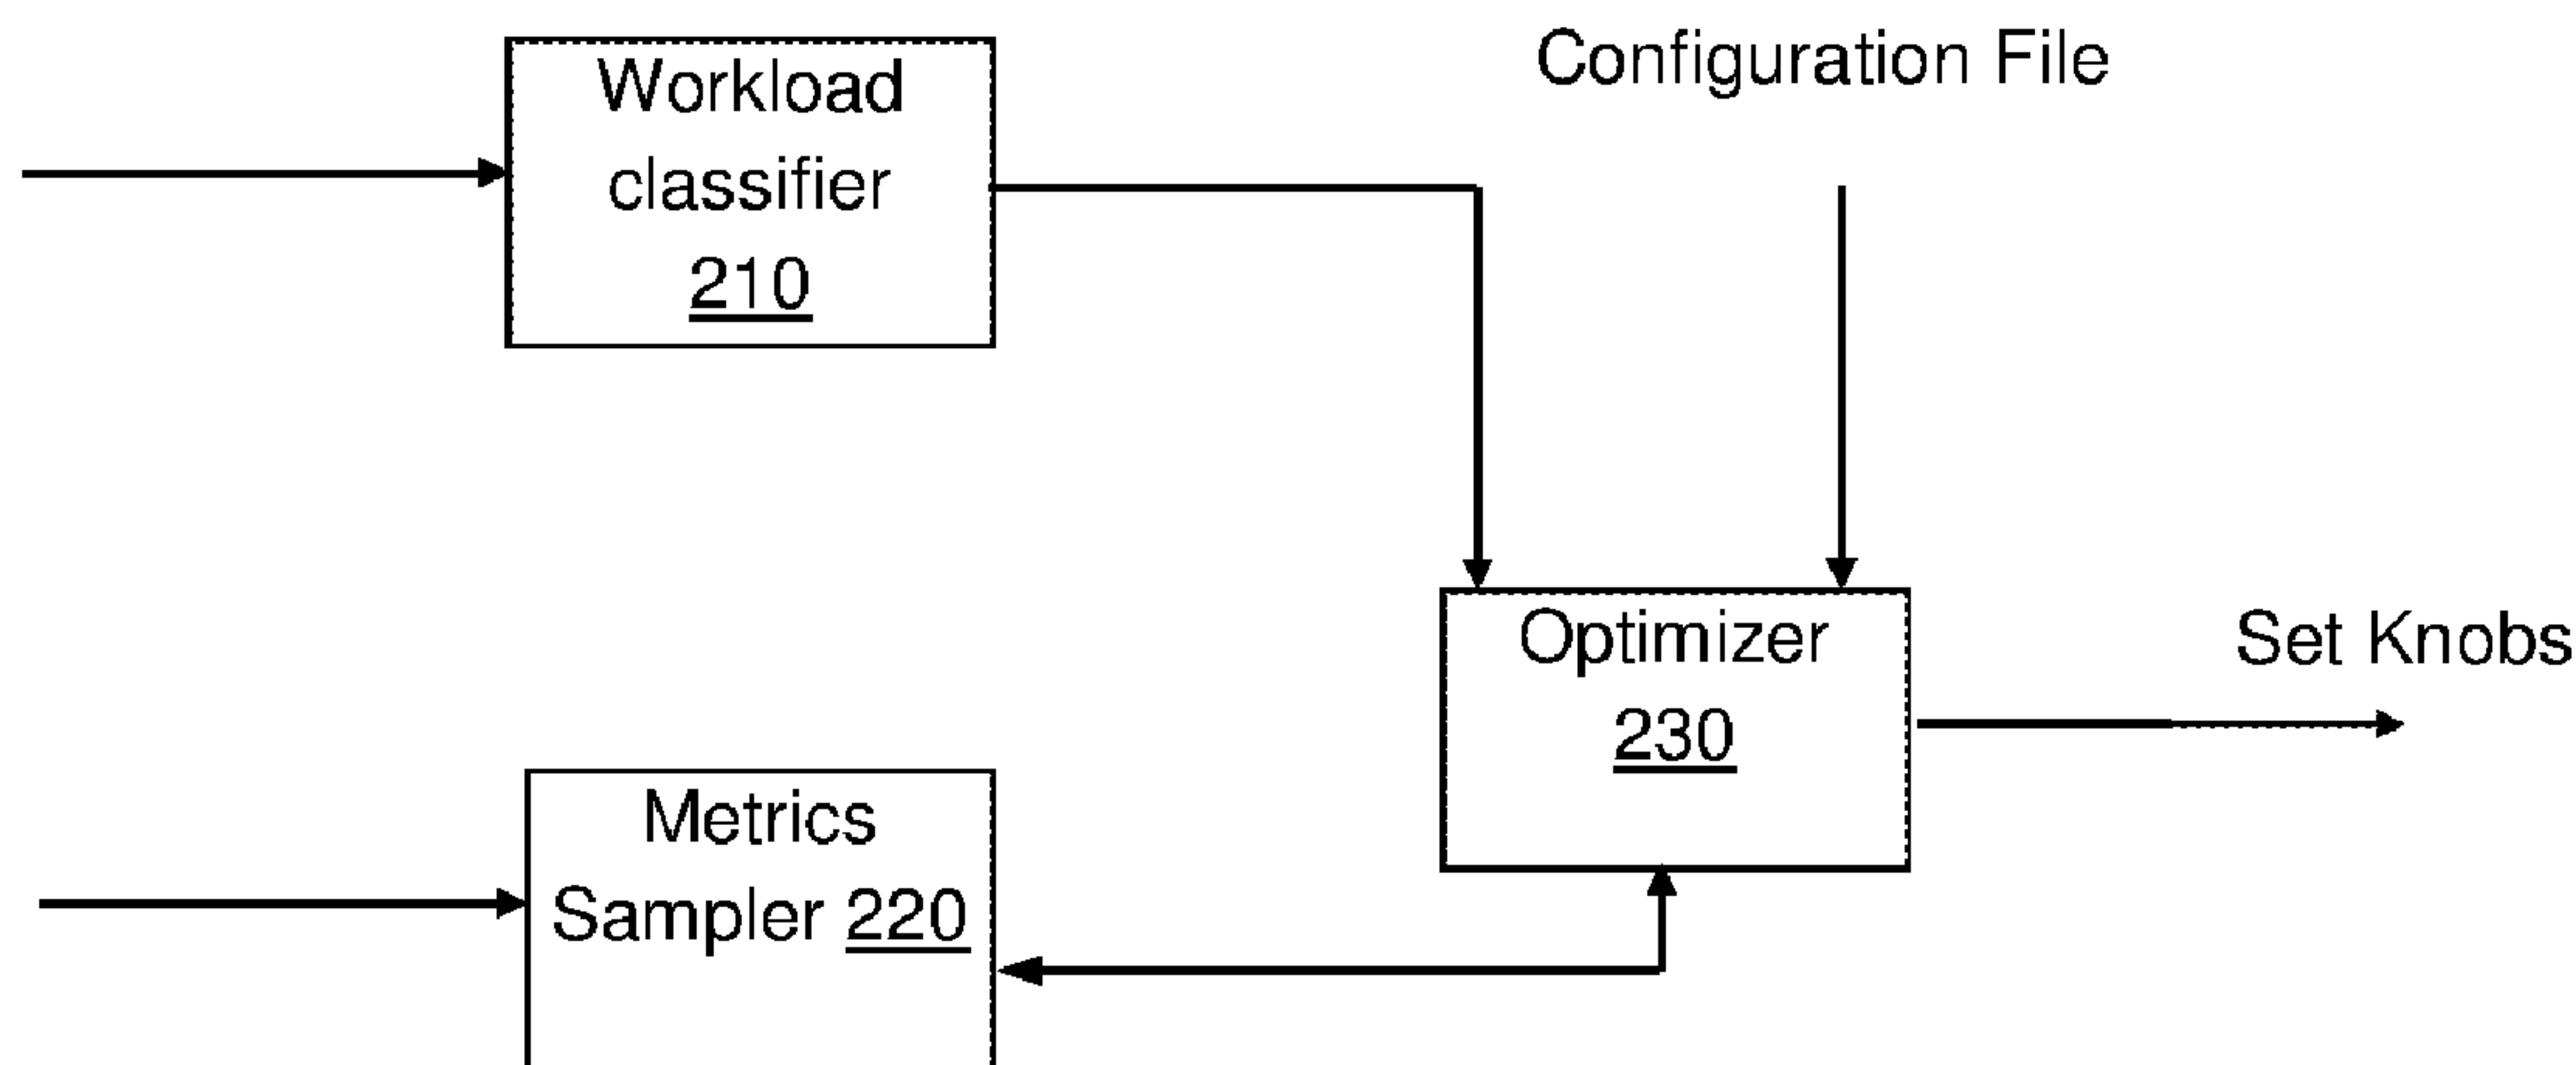 Workload
classifier
210
Configuration File
Optimizer
230
Set Knobs
Metrics
Sampler 220